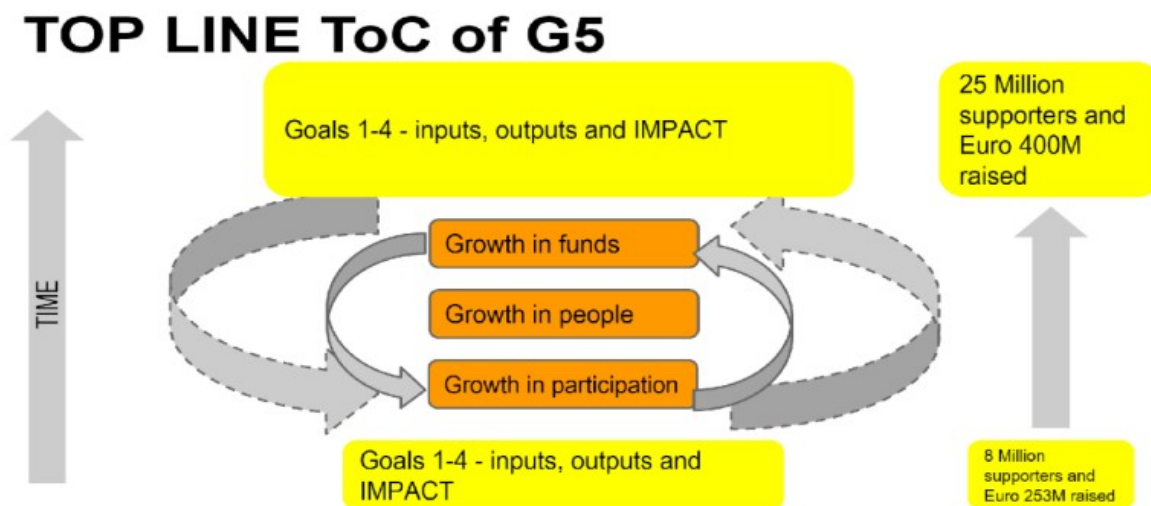 TOP LINE ToC of G5
25 Million
supporters and
Euro 400M
raised
Goals 1-4 - inputs, outputs and IMPACT
Growth in funds
TIME
Growth in people
Growth in participation
Goals 1-4 - inputs, outputs and
IMPACT
8 Million
supporters and
Euro 253M raised